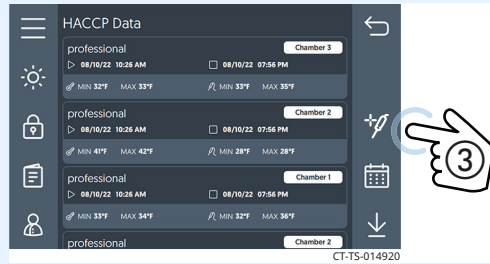 HACCP Data
professional
Chamber 3
08/10/22 10:26 AM 08/10/22 07:56 PM
MIN 32°F MAX 33°F MIN 33°F MAX 35°F
professional
Chamber 2
08/10/22 10:26 AM 08/10/22 07:56 PM
MIN 41°F MAX 42°F MIN 28°F MAX 28°F
professional
Chamber 1
08/10/22 10:26 AM 08/10/22 07:56 PM
MIN 33°F MAX 34°F MIN 32°F MAX 36°F
professional
Chamber 2
3
CT-TS-014920